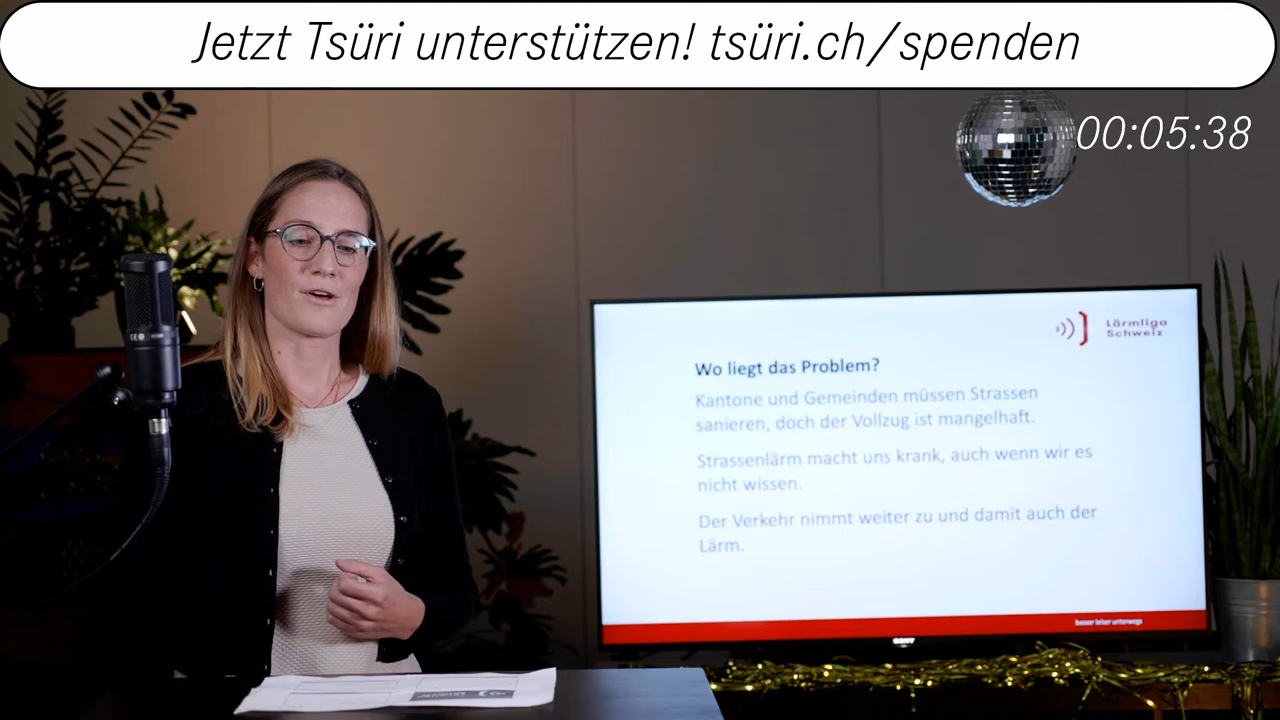 Jetzt Tsüri unterstützen! tsüri.ch/spenden
00:05:38
Lärmliga
Schweiz
Wo liegt das Problem?
Kantone und Gemeinden müssen Strassen
sanieren, doch der Vollzug ist mangelhaft.
Strassenlärm macht uns krank, auch wenn wir es
nicht wissen.
Der Verkehr nimmt weiter zu und damit auch der
Lärm.
besser leiser unterwegs
SONY